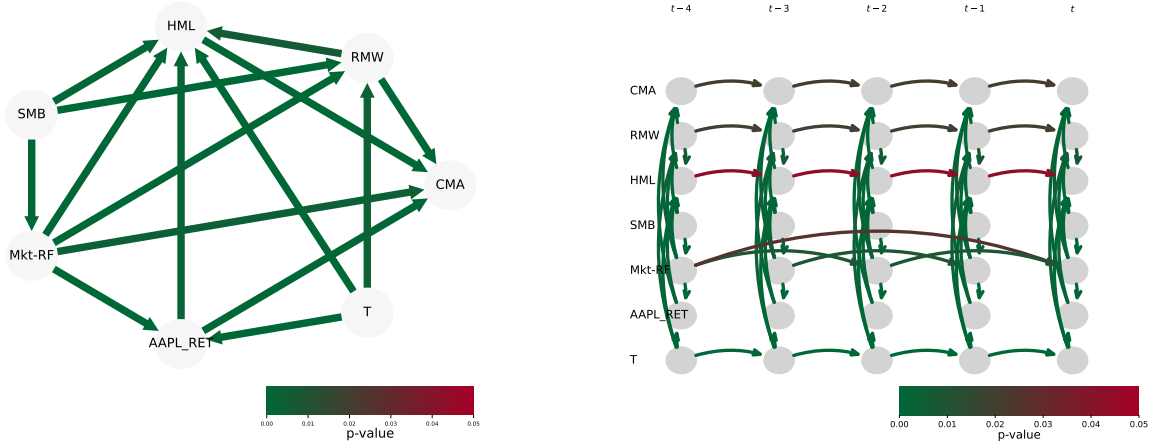 HML
RMW
SMB
CMA
Mkt-RF
T
AAPL_RET
0.00 0.01 0.02 0.03 0.04 0.05
p-value
t − 4 t − 3 t − 2 t − 1 t
CMA
RMW
HML
SMB
Mkt-RF
AAPL_RET
T
0.00 0.01 0.02 0.03 0.04 0.05
p-value